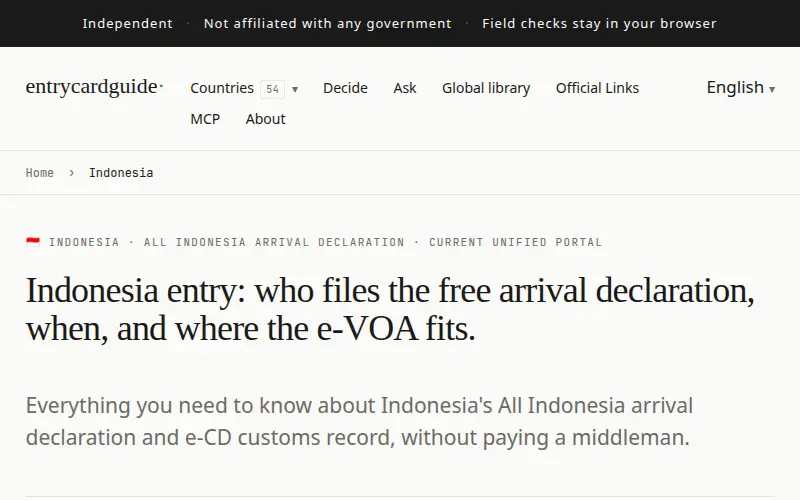 Independent · Not affiliated with any government · Field checks stay in your browser
entrycardguide·
Countries 54 ▾ Decide Ask Global library Official Links
MCP About
English ▾
Home › Indonesia
INDONESIA · ALL INDONESIA ARRIVAL DECLARATION · CURRENT UNIFIED PORTAL
Indonesia entry: who files the free arrival declaration,
when, and where the e-VOA fits.
Everything you need to know about Indonesia's All Indonesia arrival
declaration and e-CD customs record, without paying a middleman.